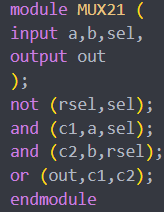 module MUX21 (
input a,b,sel,
output out
);
not (rsel,sel);
and (c1,a,sel);
and (c2,b,rsel);
or (out,c1,c2);
endmodule